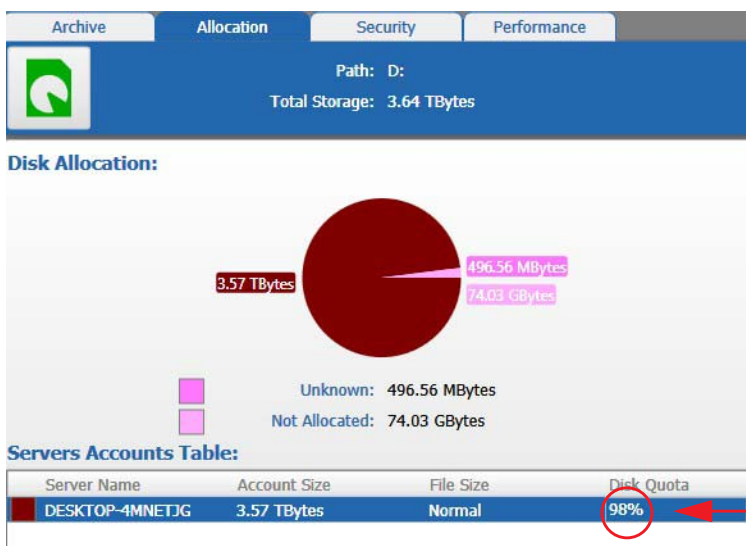 Archive Allocation Security Performance
Path: D:
Total Storage: 3.64 TBytes
Disk Allocation:
496.56 MBytes
3.57 TBytes
74.03 GBytes
Unknown: 496.56 MBytes
Not Allocated: 74.03 GBytes
Servers Accounts Table:
Server Name Account Size File Size Disk Quota
DESKTOP-4MNETJG 3.57 TBytes Normal 98%